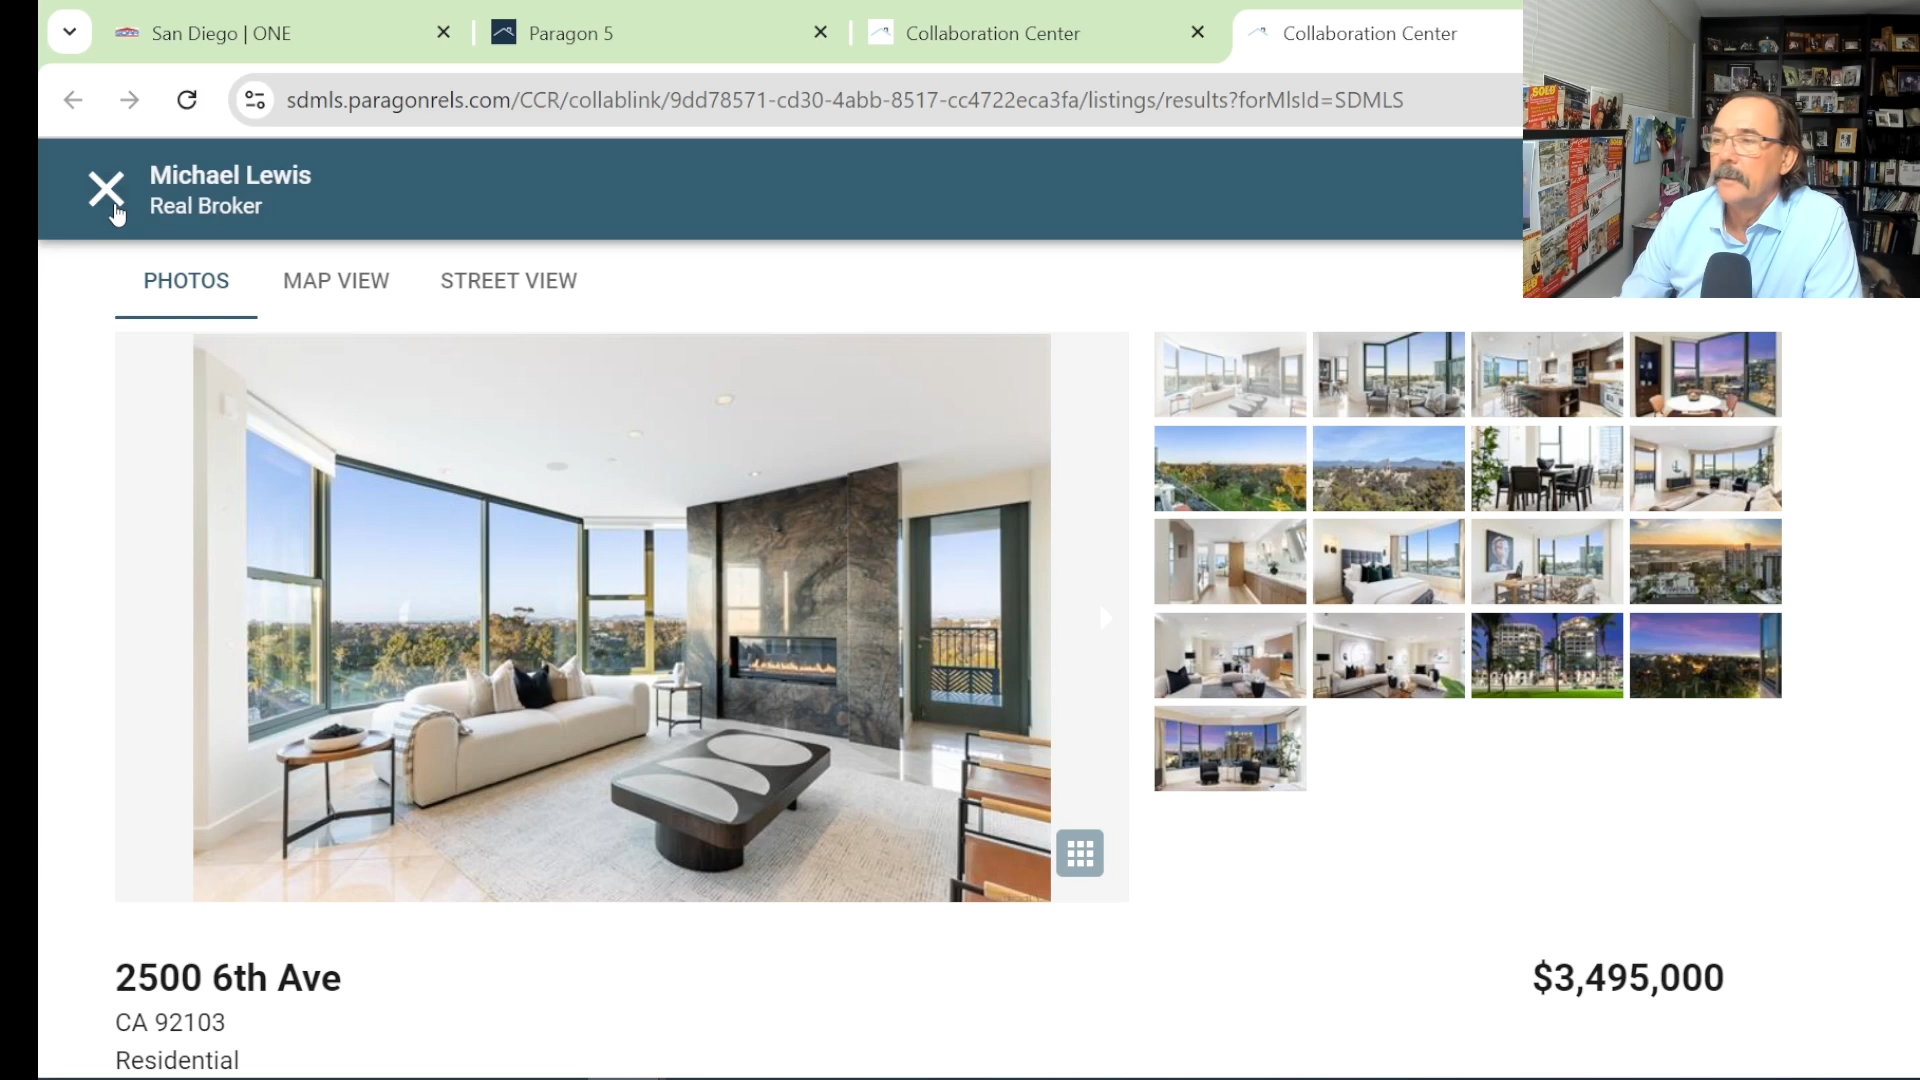 San Diego | ONE
Paragon 5
Collaboration Center
Collaboration Center
sdmls.paragonrels.com/CCR/collablink/9dd78571-cd30-4abb-8517-cc4722eca3fa/listings/results?forMlsId=SDMLS
Michael Lewis
Real Broker
PHOTOS
MAP VIEW
STREET VIEW
2500 6th Ave
$3,495,000
CA 92103
Residential
SOLD